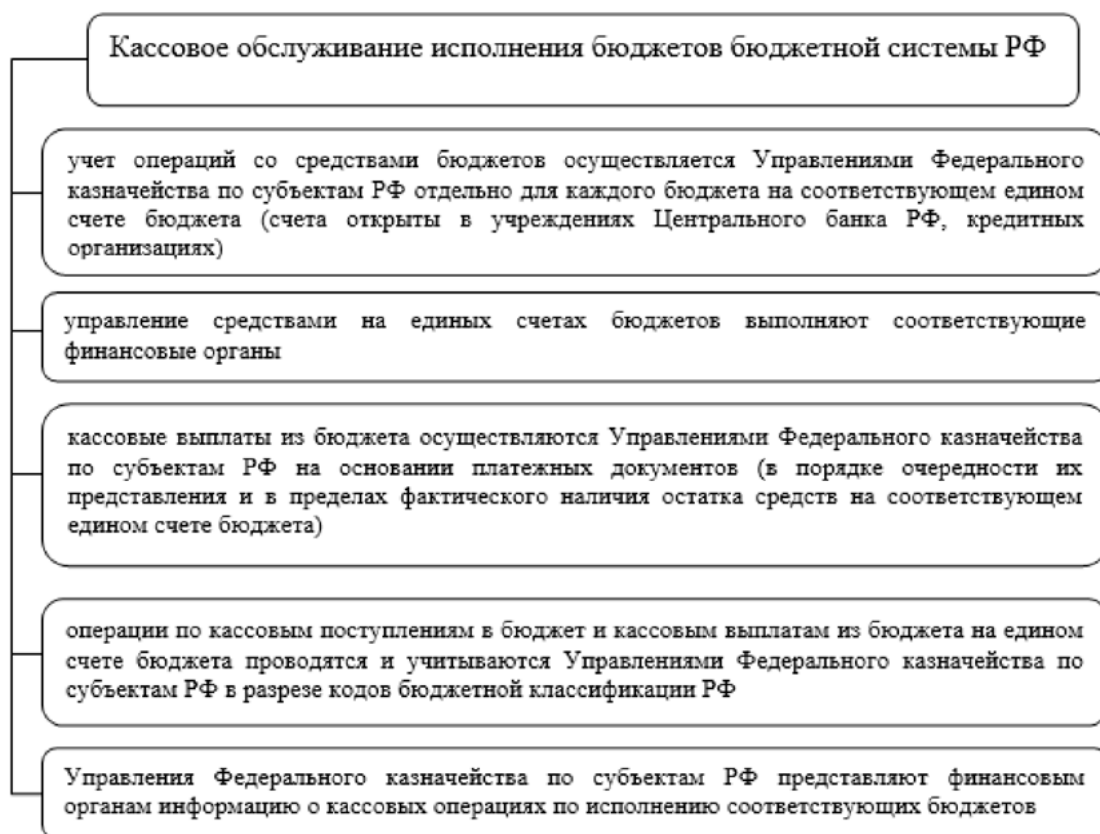 Кассовое обслуживание исполнения бюджетов бюджетной системы РФ
учет операций со средствами бюджетов осуществляется Управлениями Федерального
казначейства по субъектам РФ отдельно для каждого бюджета на соответствующем едином
счете бюджета (счета открыты в учреждениях Центрального банка РФ, кредитных
организациях)
управление средствами на единых счетах бюджетов выполняют соответствующие
финансовые органы
кассовые выплаты из бюджета осуществляются Управлениями Федерального казначейства
по субъектам РФ на основании платежных документов (в порядке очередности их
представления и в пределах фактического наличия остатка средств на соответствующем
едином счете бюджета)
операции по кассовым поступлениям в бюджет и кассовым выплатам из бюджета на едином
счете бюджета проводятся и учитываются Управлениями Федерального казначейства по
субъектам РФ в разрезе кодов бюджетной классификации РФ
Управления Федерального казначейства по субъектам РФ представляют финансовым
органам информацию о кассовых операциях по исполнению соответствующих бюджетов